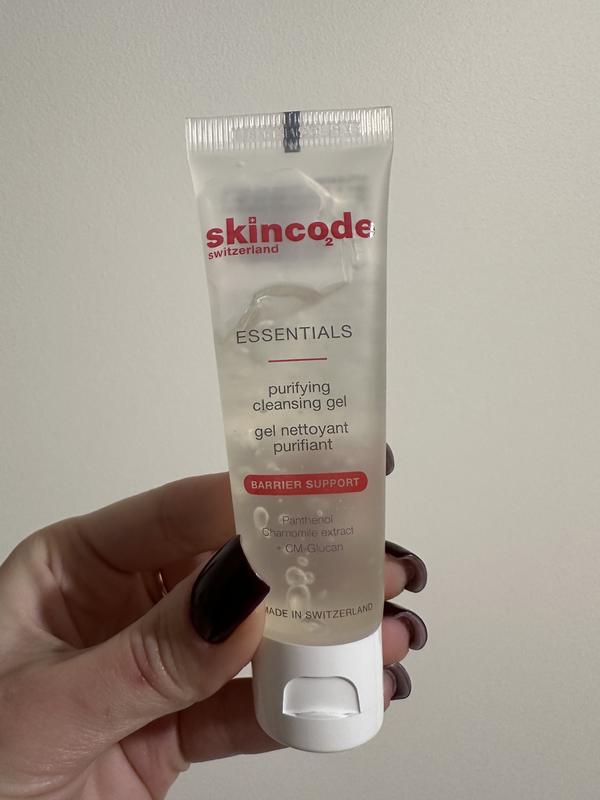 skincode
2
switzerland
ESSENTIALS
purifying
cleansing gel
gel nettoyant
purifiant
BARRIER SUPPORT
Panthenol
Chamomile extract
+ CM-Glucan
MADE IN SWITZERLAND